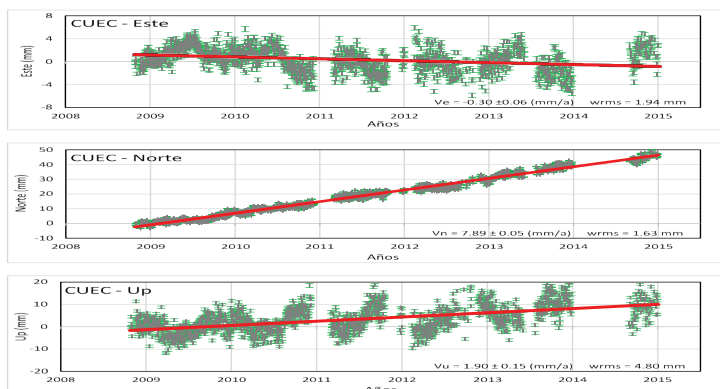 CUEC - Este
8
4
0
-4
-8
Este (mm)
Ve = -0.30 ±0.06 (mm/a) wrms = 1.94 mm
2008 2009 2010 2011 2012 2013 2014 2015
Años
CUEC - Norte
50
40
30
20
10
0
-10
Norte (mm)
Vn = 7.89 ± 0.05 (mm/a) wrms = 1.63 mm
2008 2009 2010 2011 2012 2013 2014 2015
Años
CUEC - Up
20
10
0
-10
-20
Up (mm)
Vu = 1.90 ± 0.15 (mm/a) wrms = 4.80 mm
2008 2009 2010 2011 2012 2013 2014 2015
Años